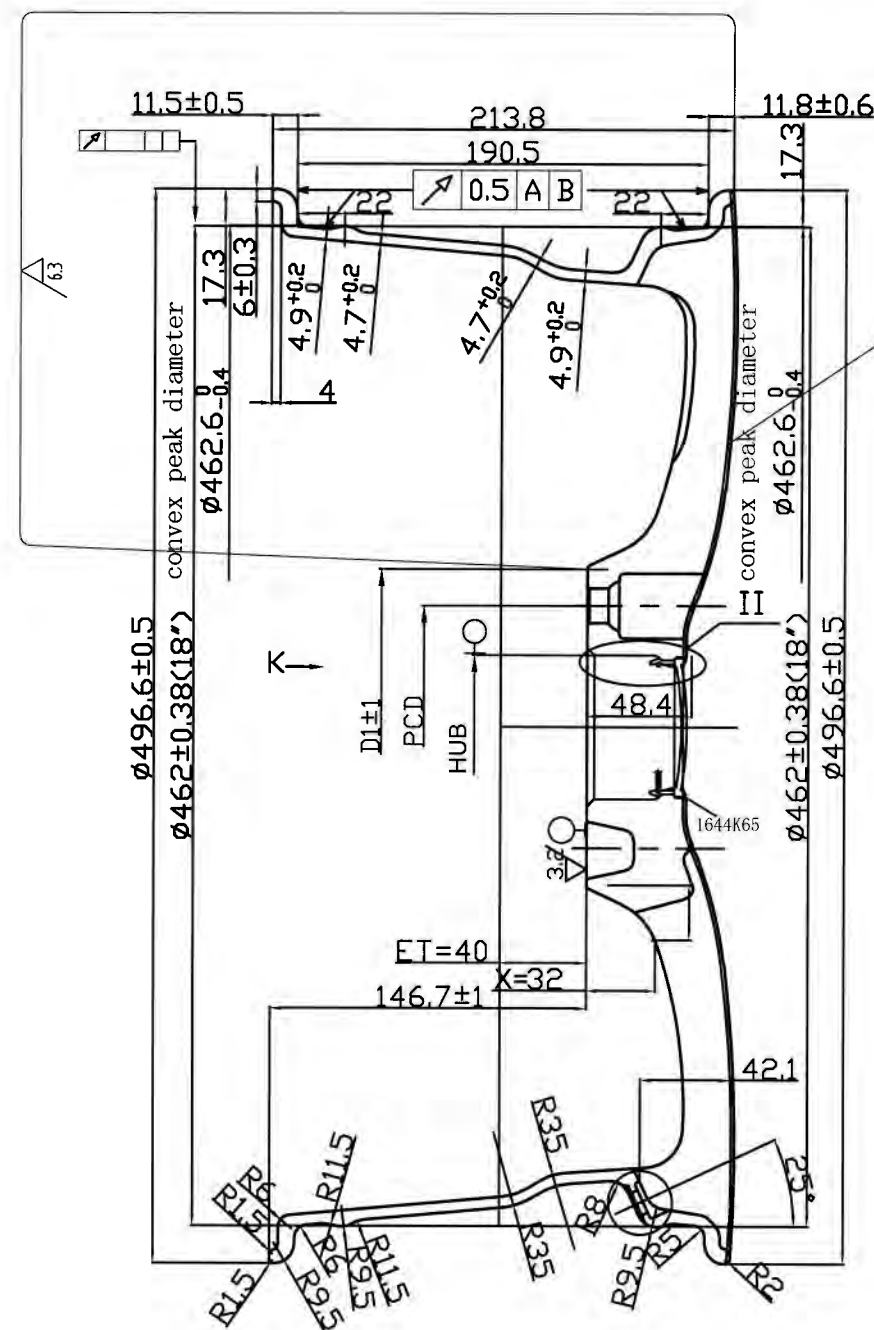 11.5±0.5
213.8
11.8±0.6
190.5
17.3
0.5 A B
22
22
6.3
17.3
6±0.3
4.9 +0.2 0
4.7 +0.2 0
4.7 +0.2 0
4.9 +0.2 0
4
convex peak diameter
ø462.6 0 -0.4
convex peak diameter
ø462.6 0 -0.4
ø496.6±0.5
ø462±0.38(18")
K
D1±1
PCD
HUB
II
48.4
ø462±0.38(18")
ø496.6±0.5
1644K65
3.2
ET=40
X=32
146.7±1
42.1
25°
R35
R11.5
R6
R1.5
R8
R35
R5
R9.5
R6
R9.5
R11.5
R1.5
R9.5
R2